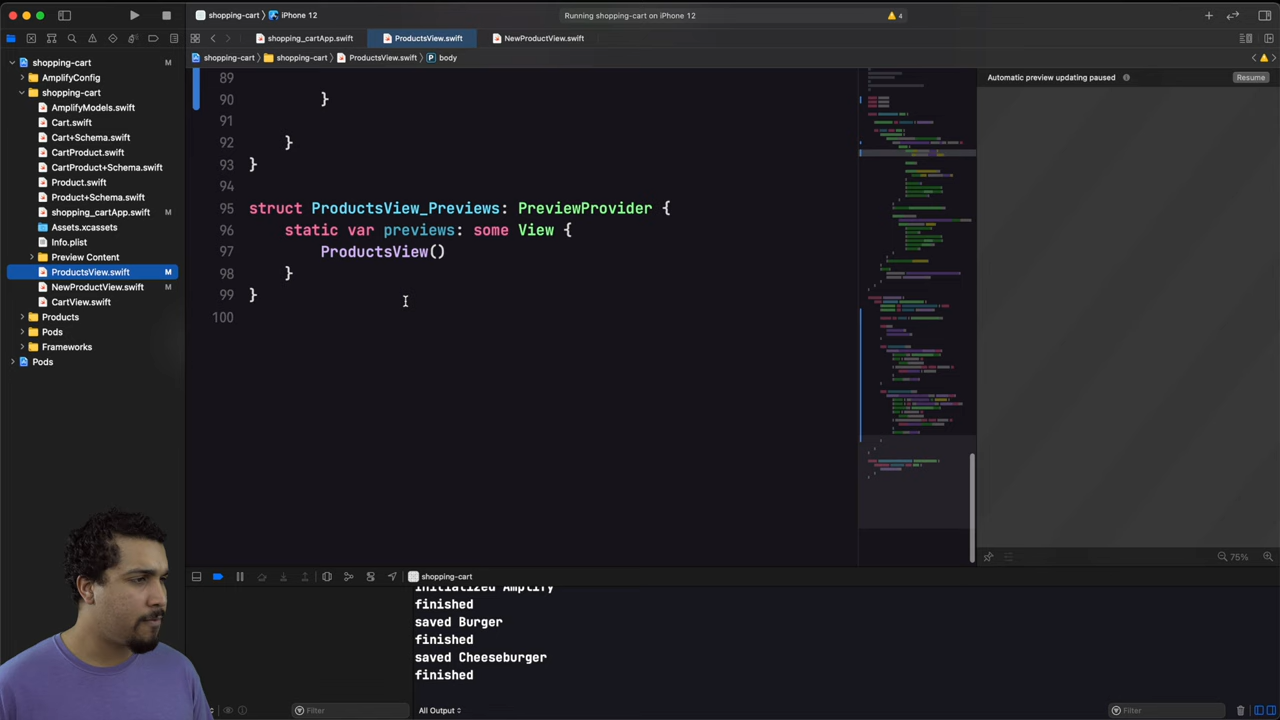 shopping-cart
iPhone 12
Running shopping-cart on iPhone 12
4
shopping_cartApp.swift
ProductsView.swift
NewProductView.swift
shopping-cart
shopping-cart
ProductsView.swift
P body
shopping-cart
M
AmplifyConfig
shopping-cart
AmplifyModels.swift
Cart.swift
Cart+Schema.swift
CartProduct.swift
CartProduct+Schema.swift
Product.swift
Product+Schema.swift
shopping_cartApp.swift
M
Assets.xcassets
Info.plist
Preview Content
ProductsView.swift
M
NewProductView.swift
M
CartView.swift
Products
Pods
Frameworks
Pods
89
90 }
91
92 }
93 }
94
struct ProductsView_Previews: PreviewProvider {
static var previews: some View {
ProductsView()
98 }
99 }
100
Automatic preview updating paused
Resume
75%
shopping-cart
initialized Amplify
finished
saved Burger
finished
saved Cheeseburger
finished
Filter
All Output
Filter